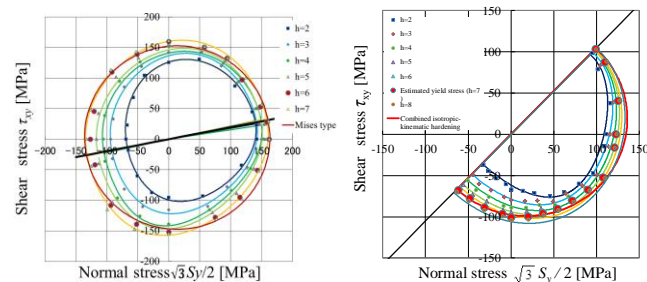 200
150
100
50
0
-50
-100
-150
-200
−150 −100 −50 0 50 100 150 200
Shear stress τxy [MPa]
Normal stress√3Sy/2 [MPa]
h=2
h=3
h=4
h=5
h=6
h=7
Mises type
150
100
50
0
-50
-100
-150
-150 -100 -50 0 50 100 150
Shear stress τxy [MPa]
Normal stress √3 Sy / 2 [MPa]
h=2
h=3
h=4
h=5
h=6
Estimated yield stress (h=7
h=8
Combined isotropic-
kinematic hardening